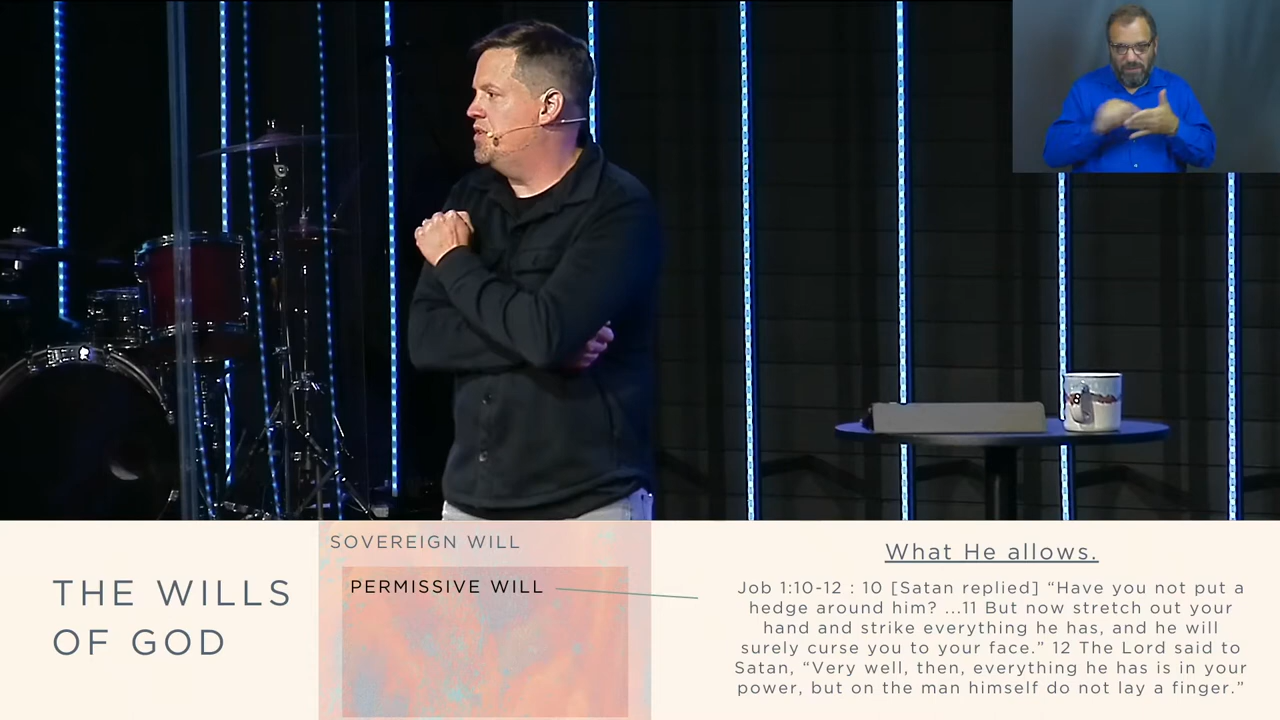 THE WILLS
OF GOD
SOVEREIGN WILL
PERMISSIVE WILL
What He allows.
Job 1:10-12 : 10 [Satan replied] “Have you not put a
hedge around him? ...11 But now stretch out your
hand and strike everything he has, and he will
surely curse you to your face.” 12 The Lord said to
Satan, “Very well, then, everything he has is in your
power, but on the man himself do not lay a finger.”